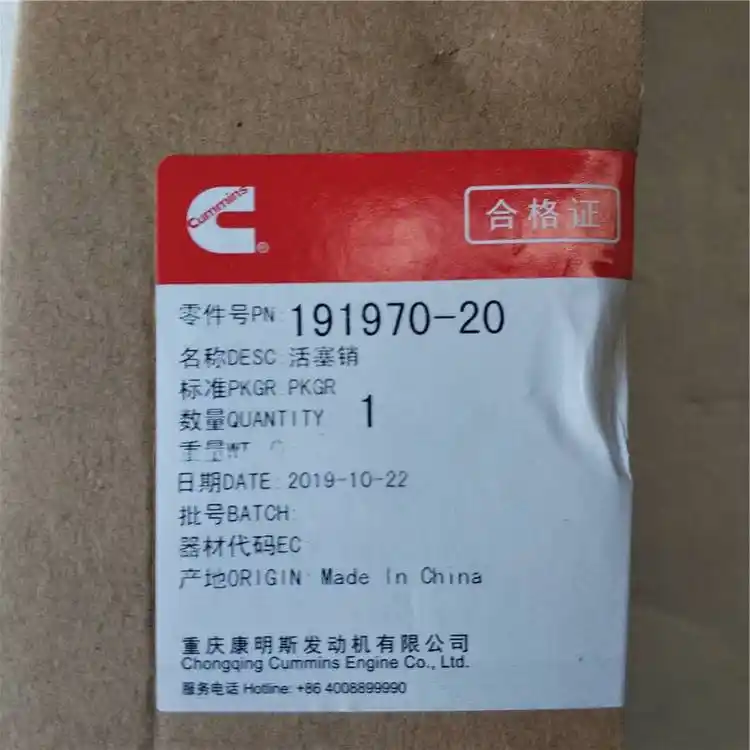 Cummins
®
合格证
零件号PN: 191970-20
名称DESC: 活塞销
标准PKGR: PKGR
数量QUANTITY 1
重量WT:
日期DATE: 2019-10-22
批号BATCH:
器材代码EC:
产地ORIGIN: Made In China
重庆康明斯发动机有限公司
Chongqing Cummins Engine Co., Ltd.
服务电话 Hotline: +86 4008899990